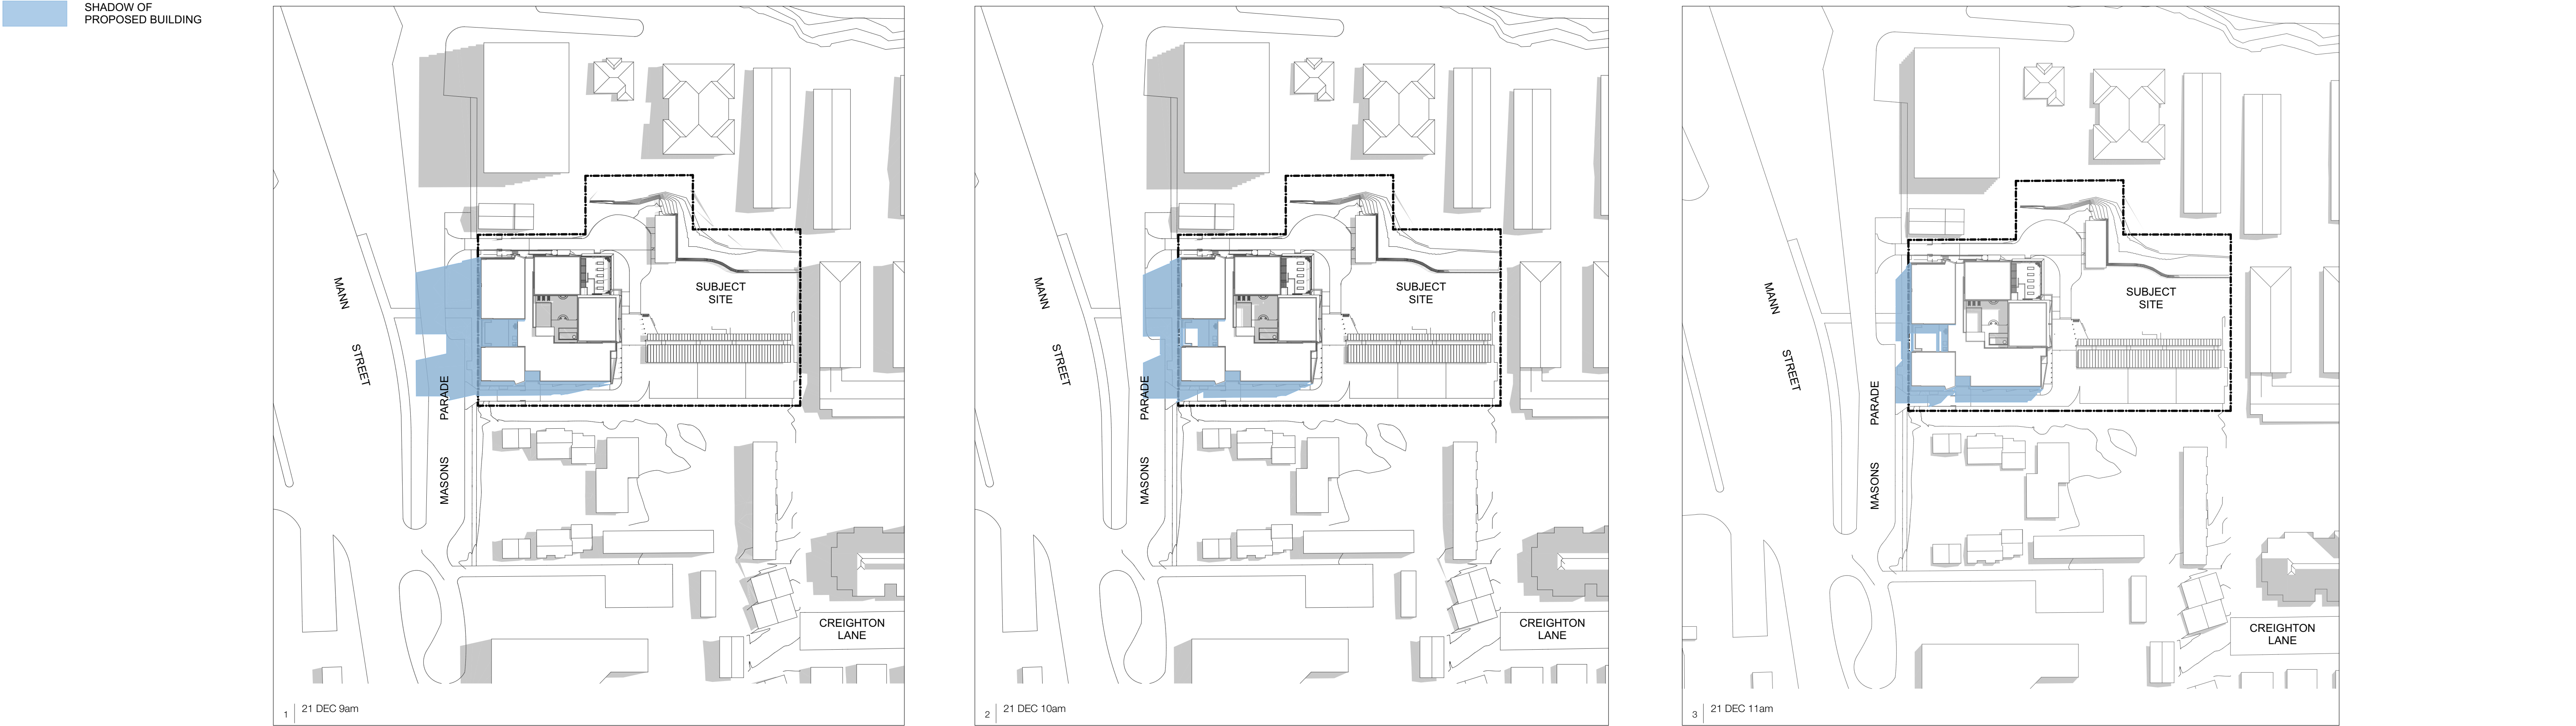 SHADOW OF
PROPOSED BUILDING
MANN
STREET
PARADE
MASONS
SUBJECT
SITE
CREIGHTON
LANE
1
21 DEC 9am
MANN
STREET
PARADE
MASONS
SUBJECT
SITE
CREIGHTON
LANE
2
21 DEC 10am
MANN
STREET
PARADE
MASONS
SUBJECT
SITE
CREIGHTON
LANE
3
21 DEC 11am